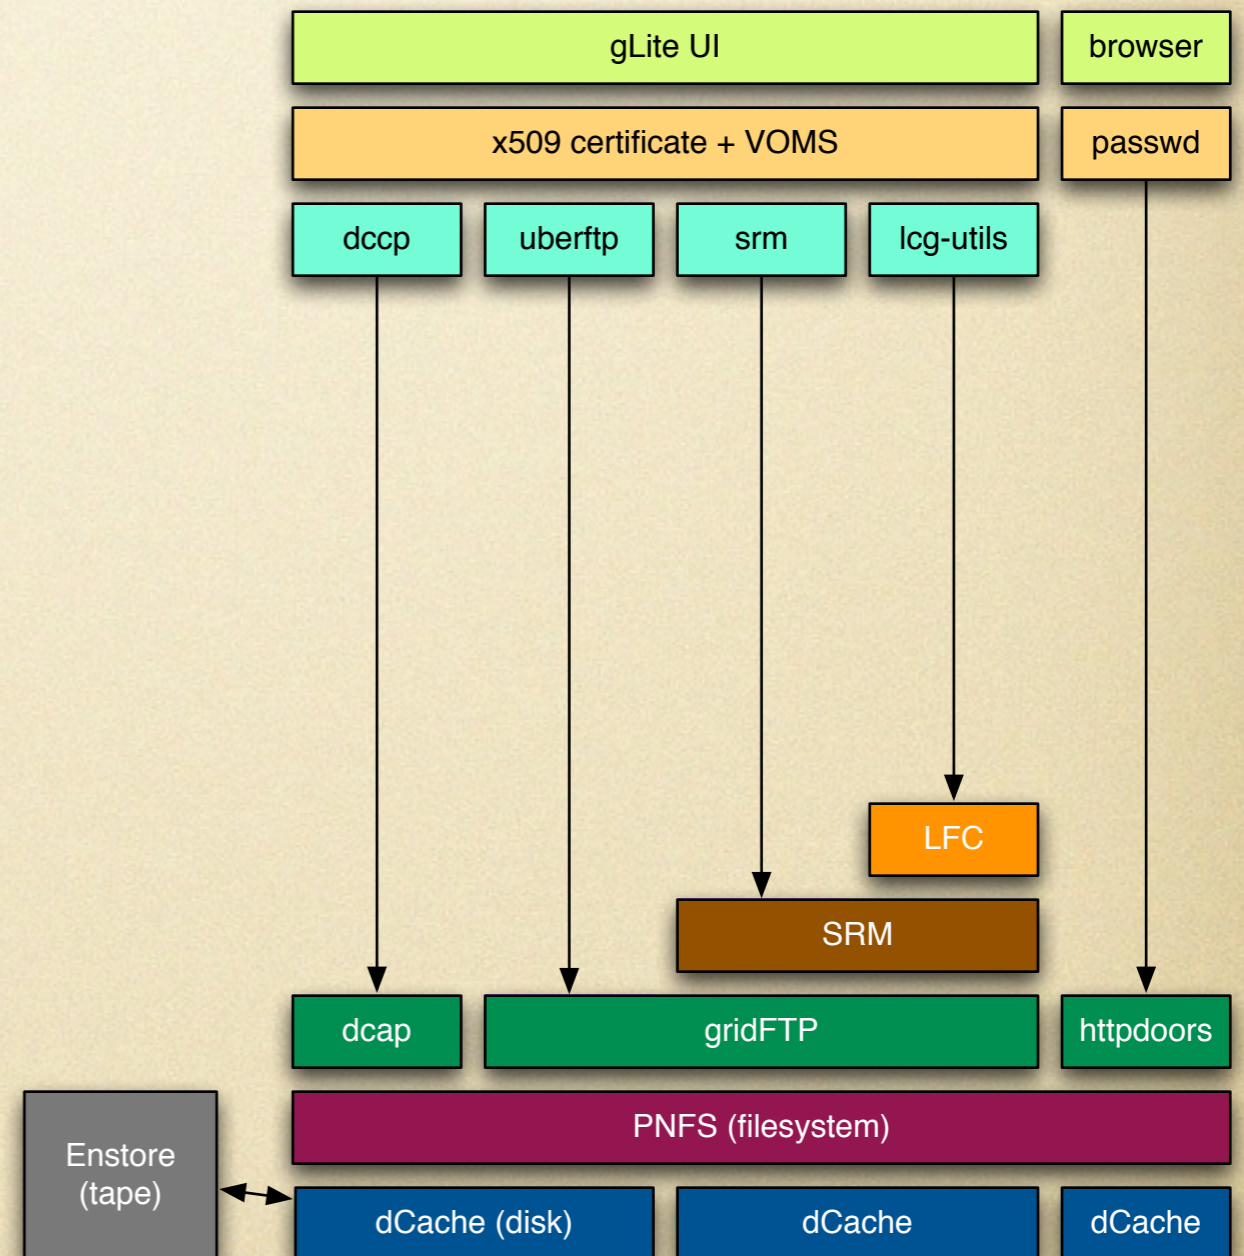 gLite UI
browser
x509 certificate + VOMS
passwd
dccp
uberftp
srm
lcg-utils
LFC
SRM
dcap
gridFTP
httpdoors
PNFS (filesystem)
Enstore
(tape)
dCache (disk)
dCache
dCache